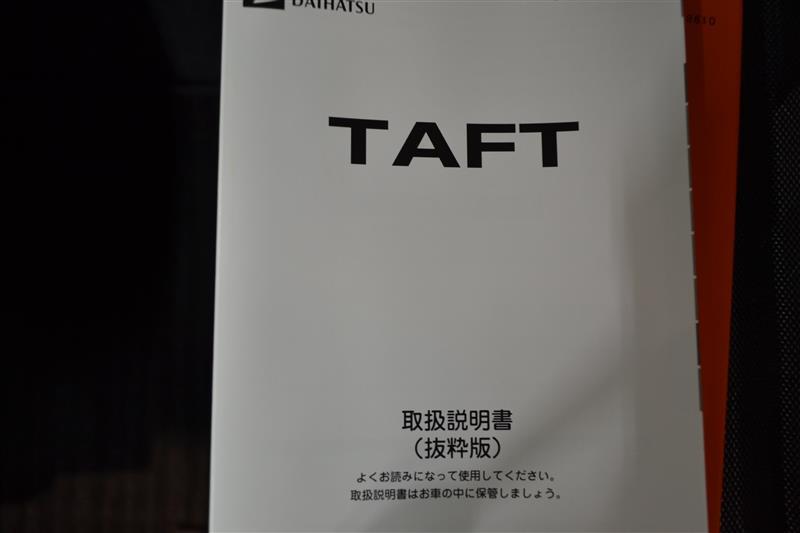 DAIHATSU
TAFT
取扱説明書
（抜粋版）
よくお読みになって使用してください。
取扱説明書はお車の中に保管しましょう。